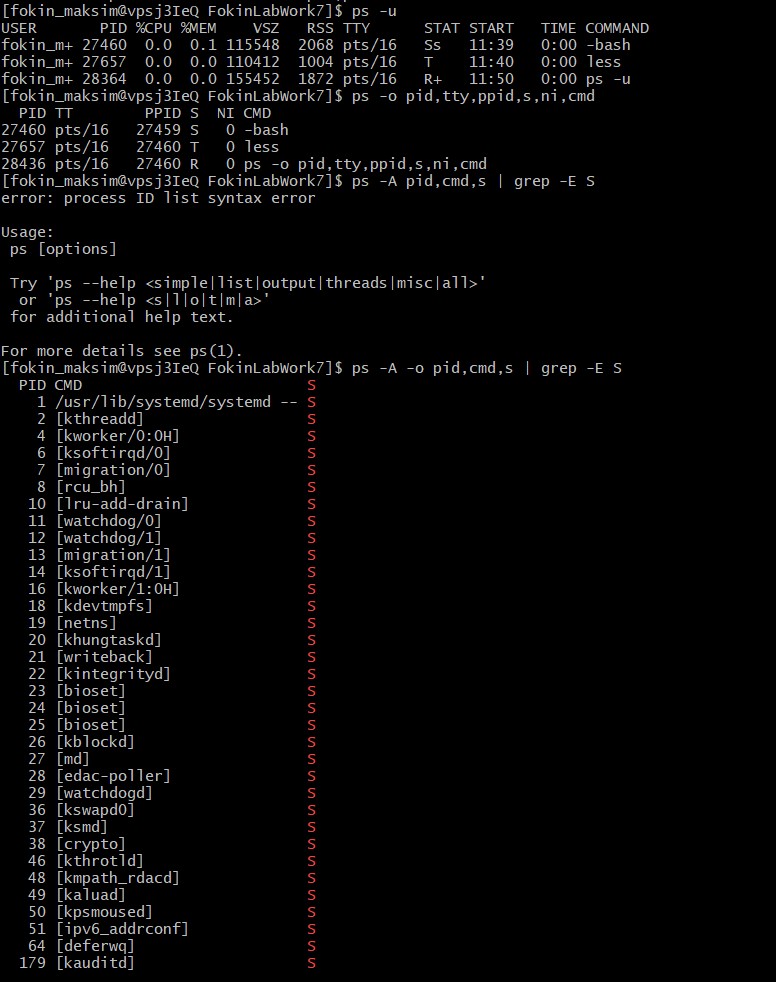 [fokin_maksim@vpsj3IeQ FokinLabWork7]$ ps -u
USER       PID %CPU %MEM    VSZ   RSS TTY      STAT START   TIME COMMAND
fokin_m+ 27460  0.0  0.1 115548  2068 pts/16   Ss   11:39   0:00 -bash
fokin_m+ 27657  0.0  0.0 110412  1004 pts/16   T    11:40   0:00 less
fokin_m+ 28364  0.0  0.1 155452  1872 pts/16   R+   11:50   0:00 ps -u
[fokin_maksim@vpsj3IeQ FokinLabWork7]$ ps -o pid,tty,ppid,s,ni,cmd
  PID TT        PPID S  NI CMD
27460 pts/16   27459 S   0 -bash
27657 pts/16   27460 T   0 less
28436 pts/16   27460 R   0 ps -o pid,tty,ppid,s,ni,cmd
[fokin_maksim@vpsj3IeQ FokinLabWork7]$ ps -A pid,cmd,s | grep -E S
error: process ID list syntax error
Usage:
 ps [options]
 Try 'ps --help <simple|list|output|threads|misc|all>'
  or 'ps --help <s|l|o|t|m|a>'
 for additional help text.
For more details see ps(1).
[fokin_maksim@vpsj3IeQ FokinLabWork7]$ ps -A -o pid,cmd,s | grep -E S
  PID CMD                         S
    1 /usr/lib/systemd/systemd -- S
    2 [kthreadd]                  S
    4 [kworker/0:0H]              S
    6 [ksoftirqd/0]               S
    7 [migration/0]               S
    8 [rcu_bh]                    S
   10 [lru-add-drain]             S
   11 [watchdog/0]                S
   12 [watchdog/1]                S
   13 [migration/1]               S
   14 [ksoftirqd/1]               S
   16 [kworker/1:0H]              S
   18 [kdevtmpfs]                 S
   19 [netns]                     S
   20 [khungtaskd]                S
   21 [writeback]                 S
   22 [kintegrityd]               S
   23 [bioset]                    S
   24 [bioset]                    S
   25 [bioset]                    S
   26 [kblockd]                   S
   27 [md]                        S
   28 [edac-poller]               S
   29 [watchdogd]                 S
   36 [kswapd0]                   S
   37 [ksmd]                      S
   38 [crypto]                    S
   46 [kthrotld]                  S
   48 [kmpath_rdacd]              S
   49 [kaluad]                    S
   50 [kpsmoused]                 S
   51 [ipv6_addrconf]             S
   64 [deferwq]                   S
  179 [kauditd]                   S